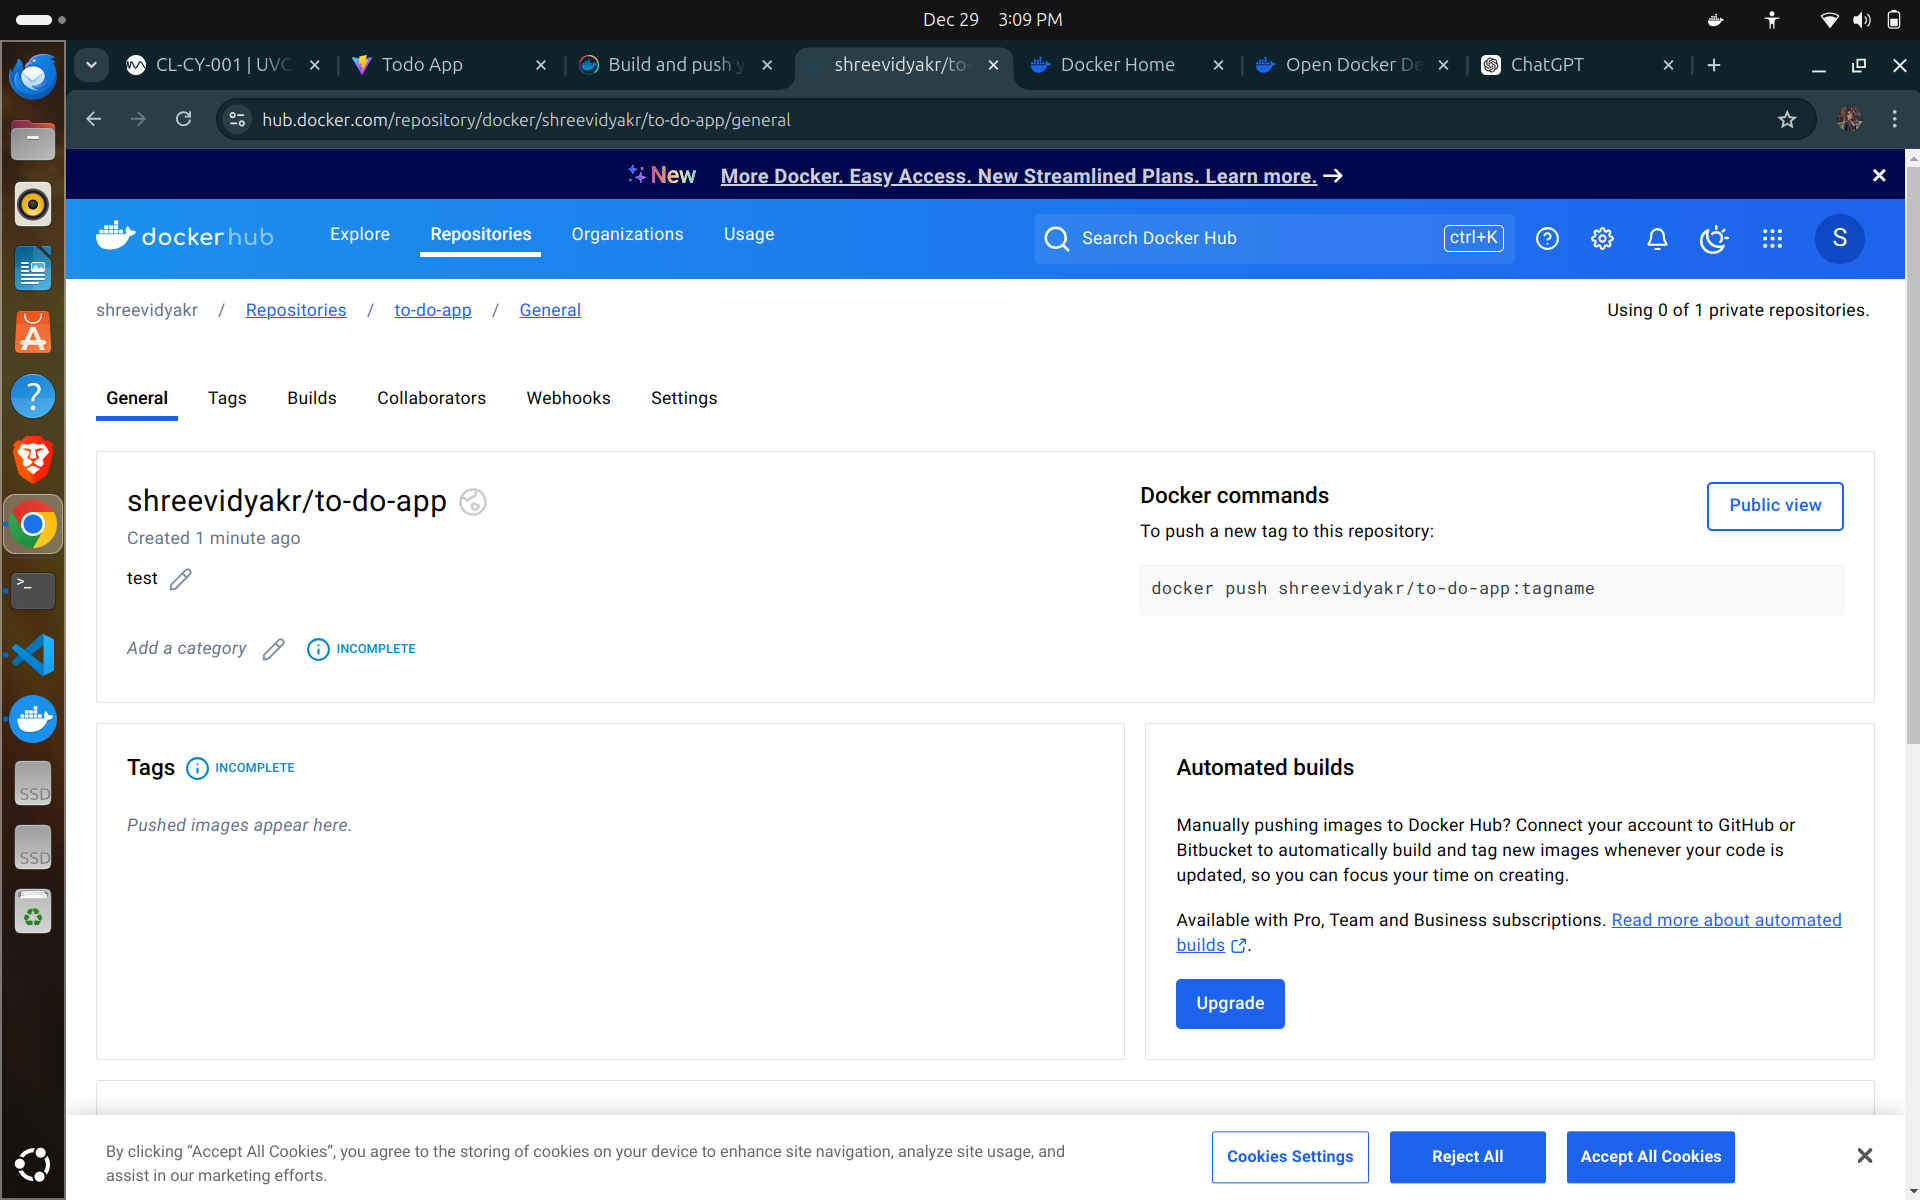 Dec 29 3:09 PM
CL-CY-001 | UVC
Todo App
Build and push y
shreevidyakr/to-
Docker Home
Open Docker De
ChatGPT
hub.docker.com/repository/docker/shreevidyakr/to-do-app/general
New More Docker. Easy Access. New Streamlined Plans. Learn more. →
dockerhub
Explore
Repositories
Organizations
Usage
Search Docker Hub
ctrl+K
S
shreevidyakr / Repositories / to-do-app / General
Using 0 of 1 private repositories.
General
Tags
Builds
Collaborators
Webhooks
Settings
shreevidyakr/to-do-app
Created 1 minute ago
test
Add a category
INCOMPLETE
Docker commands
Public view
To push a new tag to this repository:
docker push shreevidyakr/to-do-app:tagname
Tags
INCOMPLETE
Pushed images appear here.
Automated builds
Manually pushing images to Docker Hub? Connect your account to GitHub or
Bitbucket to automatically build and tag new images whenever your code is
updated, so you can focus your time on creating.
Available with Pro, Team and Business subscriptions. Read more about automated
builds.
Upgrade
SSD
SSD
By clicking “Accept All Cookies”, you agree to the storing of cookies on your device to enhance site navigation, analyze site usage, and
assist in our marketing efforts.
Cookies Settings
Reject All
Accept All Cookies